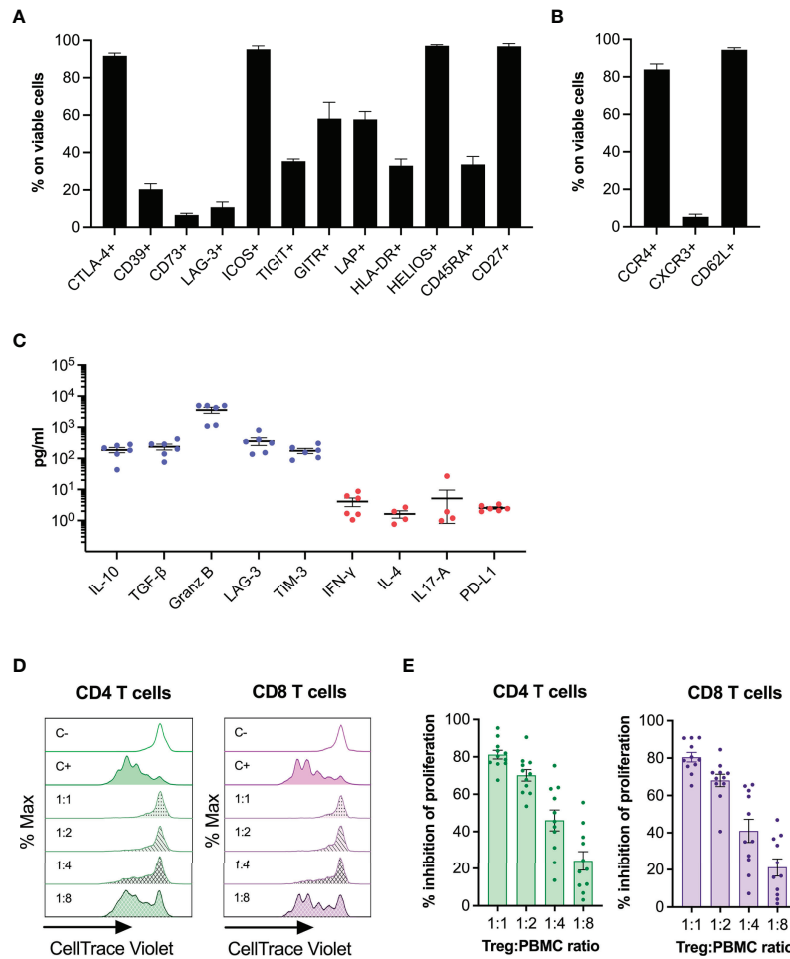 A
% on viable cells
100
80
60
40
20
0
CTLA-4+
CD39+
CD73+
LAG-3+
ICOS+
TIGIT+
GITR+
LAP+
HLA-DR+
HELIOS+
CD45RA+
CD27+
B
% on viable cells
100
80
60
40
20
0
CCR4+
CXCR3+
CD62L+
C
pg/ml
10⁵
10⁴
10³
10²
10¹
10⁰
IL-10
TGF-β
Granz B
LAG-3
TIM-3
IFN-γ
IL-4
IL17-A
PD-L1
D
CD4 T cells
CD8 T cells
% Max
C-
C+
1:1
1:2
1:4
1:8
C-
C+
1:1
1:2
1:4
1:8
CellTrace Violet
CellTrace Violet
E
CD4 T cells
% inhibition of proliferation
100
80
60
40
20
0
1:1 1:2 1:4 1:8
Treg:PBMC ratio
CD8 T cells
% inhibition of proliferation
100
80
60
40
20
0
1:1 1:2 1:4 1:8
Treg:PBMC ratio